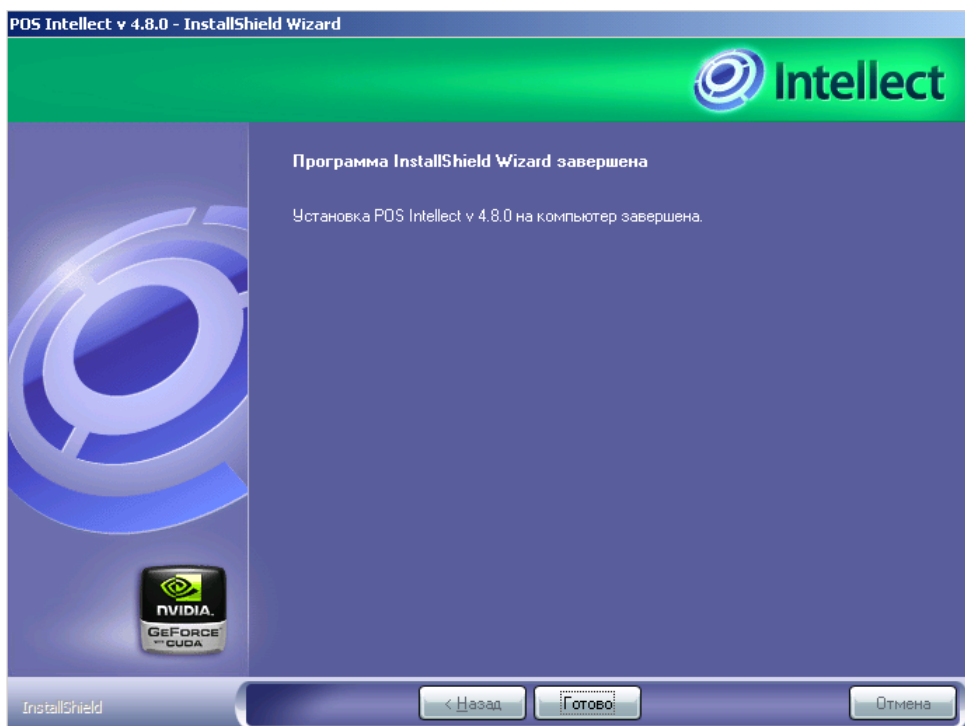 POS Intellect v 4.8.0 - InstallShield Wizard
Intellect
Программа InstallShield Wizard завершена
Установка POS Intellect v 4.8.0 на компьютер завершена.
NVIDIA.
GEFORCE
WITH CUDA
InstallShield
< Назад
Готово
Отмена